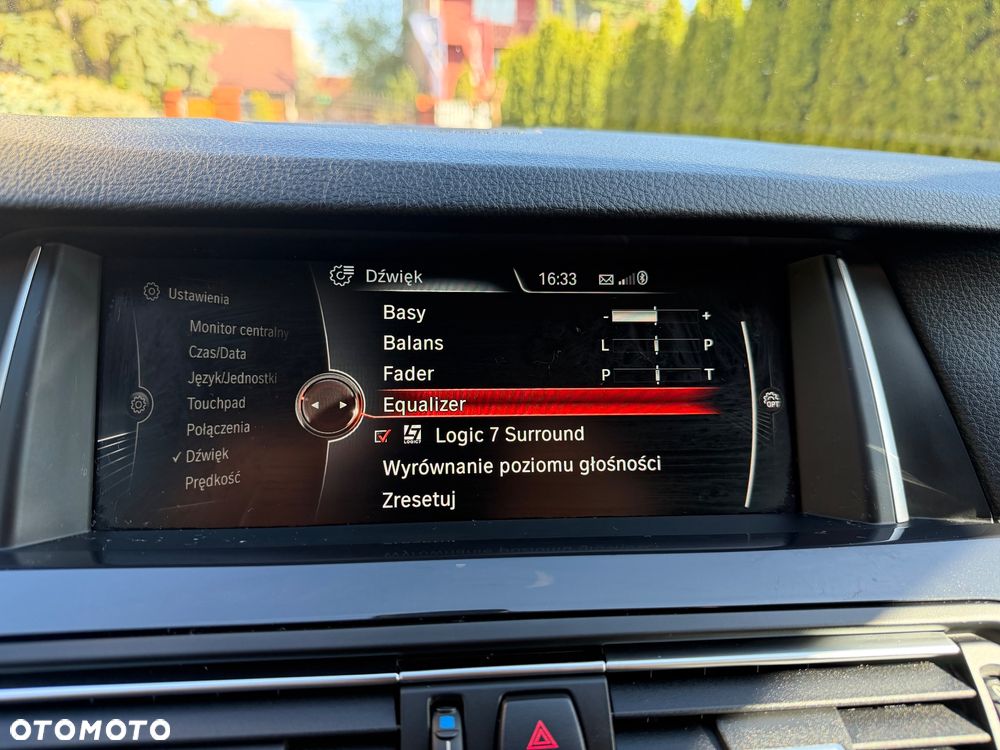 Dźwięk 16:33
Ustawienia
Monitor centralny
Czas/Data
Język/Jednostki
Touchpad
Połączenia
Dźwięk
Prędkość
Basy - +
Balans L P
Fader P T
Equalizer
LOGIC7 Logic 7 Surround
Wyrównanie poziomu głośności
Zresetuj
OPT
OTOMOTO